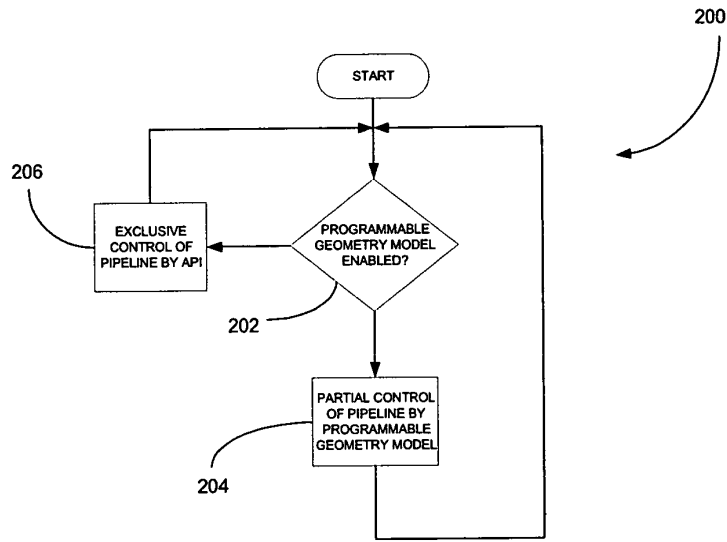 200
START
206
EXCLUSIVE
CONTROL OF
PIPELINE BY API
PROGRAMMABLE
GEOMETRY MODEL
ENABLED?
202
PARTIAL CONTROL
OF PIPELINE BY
PROGRAMMABLE
GEOMETRY MODEL
204